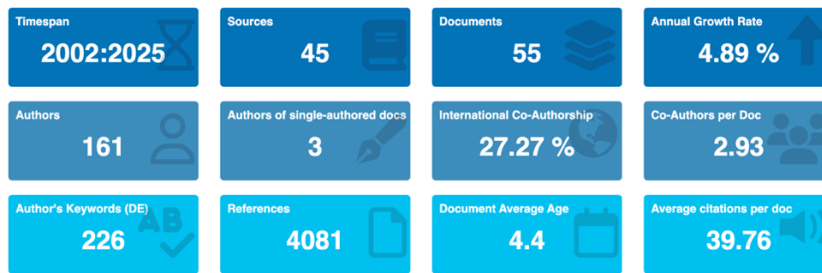 Timespan
2002:2025
Sources
45
Documents
55
Annual Growth Rate
4.89 %
Authors
161
Authors of single-authored docs
3
International Co-Authorship
27.27 %
Co-Authors per Doc
2.93
Author's Keywords (DE)
226
AB
References
4081
Document Average Age
4.4
Average citations per doc
39.76